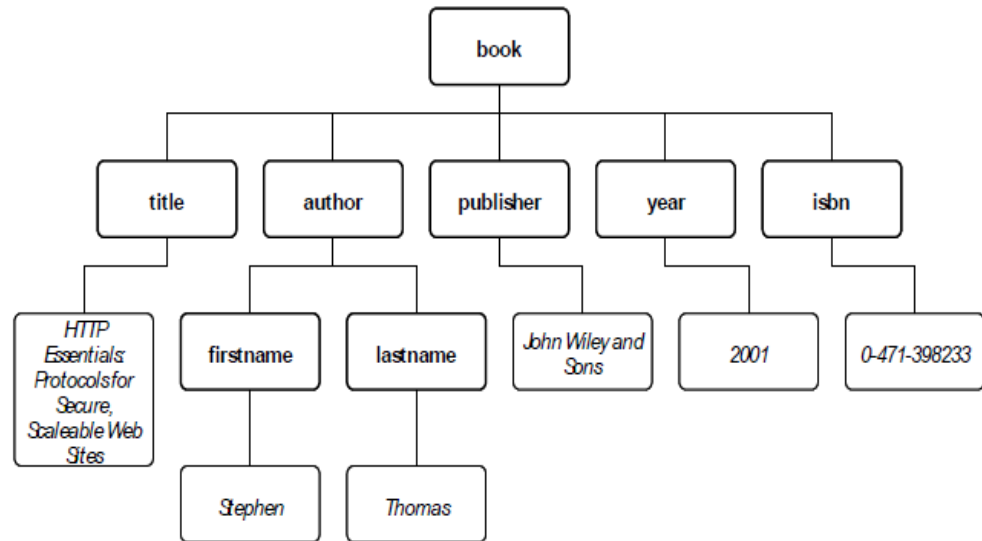 book
title
author
publisher
year
isbn
HTTP
Essentials:
Protocols for
Secure,
Scaleable Web
Sites
firstname
lastname
John Wiley and
Sons
2001
0-471-398233
Stephen
Thomas